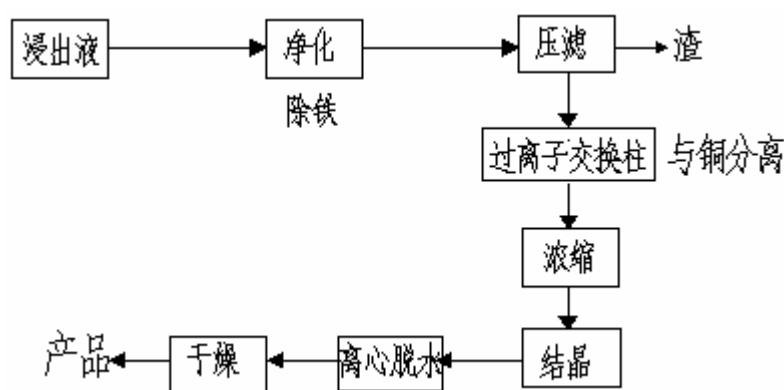 浸出液
净化
压滤
渣
除铁
过离子交换柱
与铜分离
浓缩
结晶
离心脱水
干燥
产品